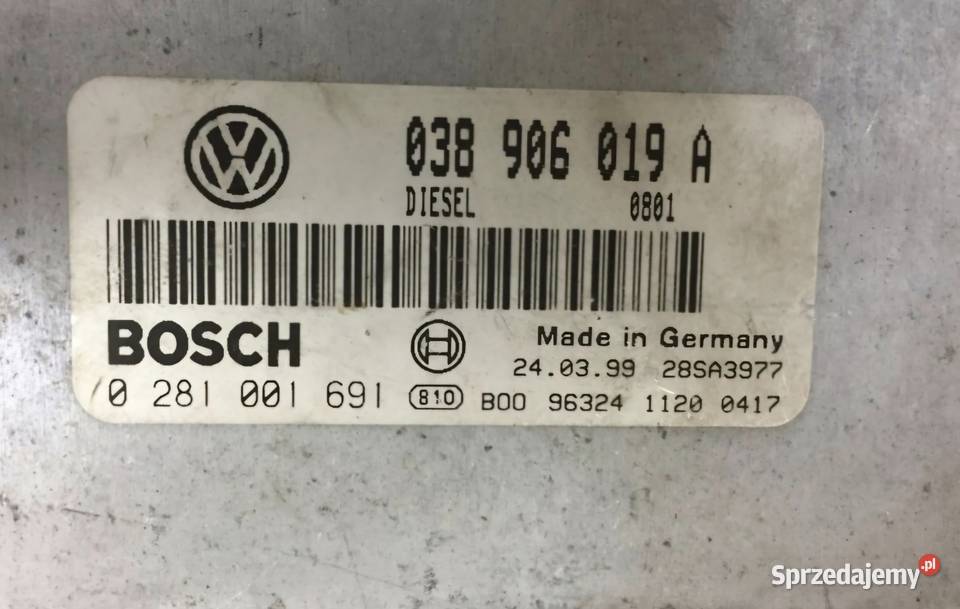 038 906 019 A
DIESEL 0801
BOSCH
Made in Germany
24.03.99 28SA3977
0 281 001 691 810 B00 96324 1120 0417
Sprzedajemy.pl